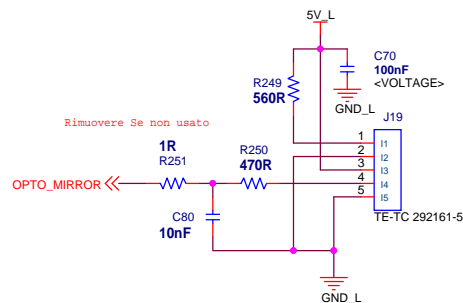 5V_L
C70
100nF
<VOLTAGE>
GND_L
R249
560R
J19
Rimuovere Se non usato
1 I1
2 I2
3 I3
4 I4
5 I5
TE-TC 292161-5
1R
R251
R250
470R
OPTO_MIRROR
C80
10nF
GND_L